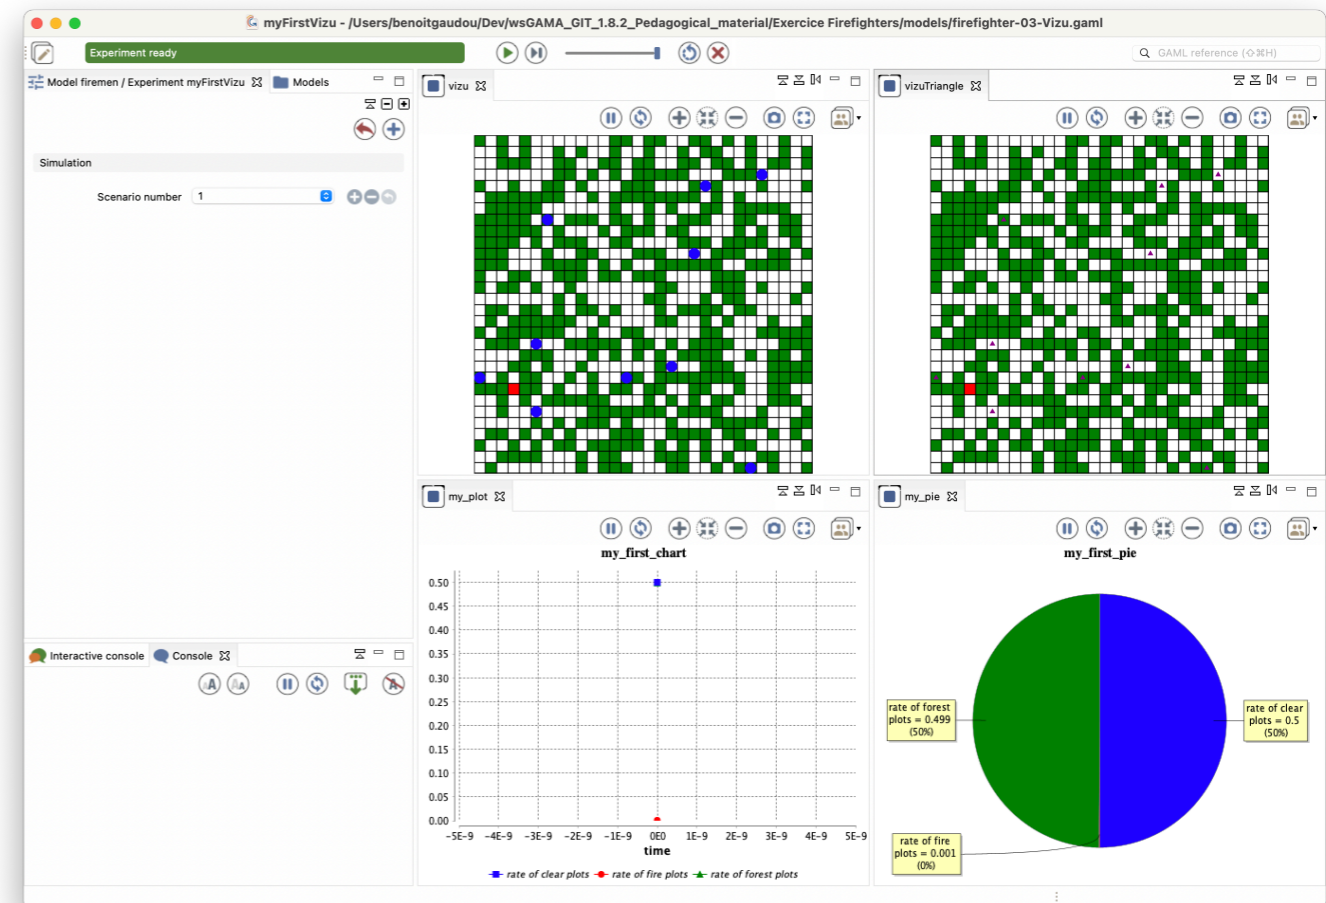 myFirstVizu - /Users/benoitgaudou/Dev/wsGAMA_GIT_1.8.2_Pedagogical_material/Exercice Firefighters/models/firefighter-03-Vizu.gaml
Experiment ready
GAML reference (⇧⌘H)
Model firemen / Experiment myFirstVizu
Models
Simulation
Scenario number
1
vizu
vizuTriangle
my_plot
my_first_chart
0.50
0.45
0.40
0.35
0.30
0.25
0.20
0.15
0.10
0.05
0.00
-5E-9 -4E-9 -3E-9 -2E-9 -1E-9 0E0 1E-9 2E-9 3E-9 4E-9 5E-9
time
rate of clear plots rate of fire plots rate of forest plots
my_pie
my_first_pie
rate of forest
plots = 0.499
(50%)
rate of clear
plots = 0.5
(50%)
rate of fire
plots = 0.001
(0%)
Interactive console
Console
AA
AA
A